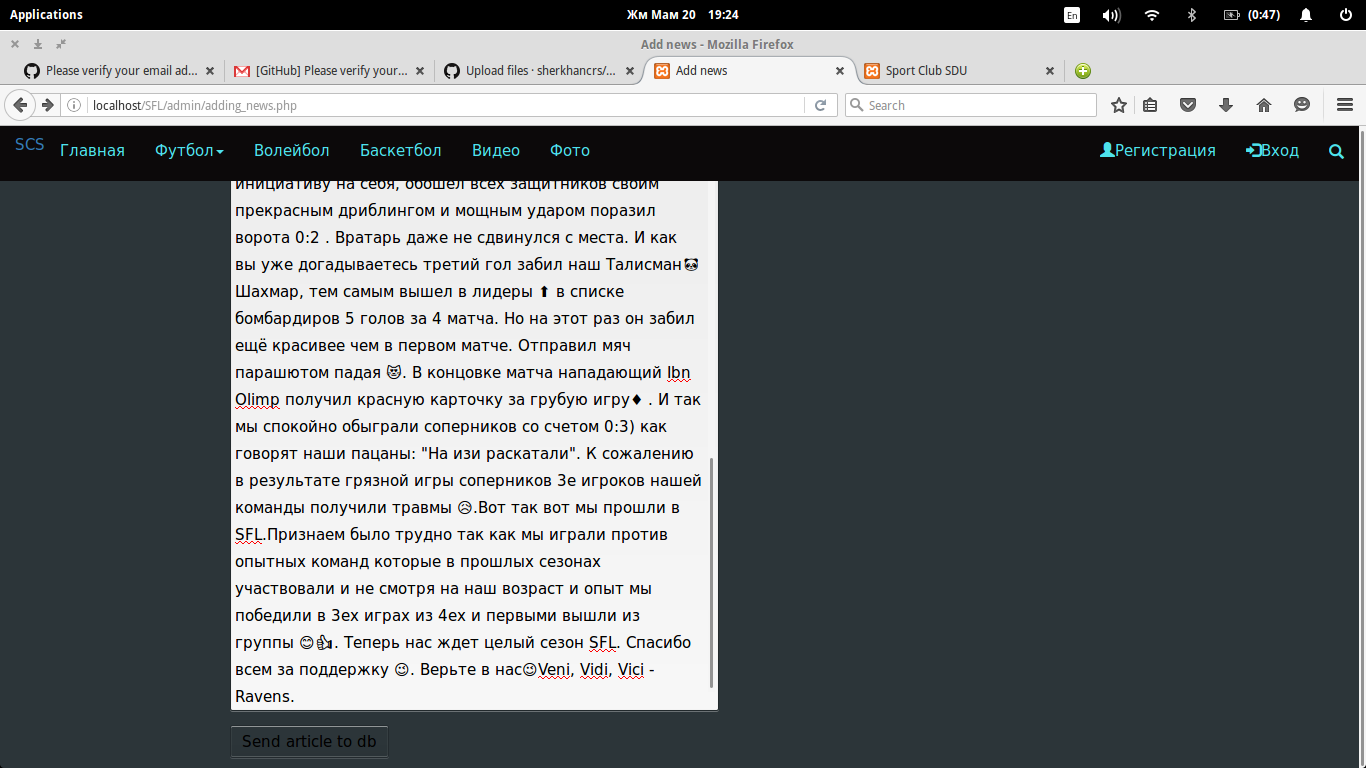 Applications
Жм Мам 20 19:24
En
(0:47)
Add news - Mozilla Firefox
Please verify your email ad...
[GitHub] Please verify your...
Upload files · sherkhancrs/...
Add news
Sport Club SDU
localhost/SFL/admin/adding_news.php
Search
SCS
Главная
Футбол
Волейбол
Баскетбол
Видео
Фото
Регистрация
Вход
инициативу на себя, обошел всех защитников своим
прекрасным дриблингом и мощным ударом поразил
ворота 0:2 . Вратарь даже не сдвинулся с места. И как
вы уже догадываетесь третий гол забил наш Талисман🐼
Шахмар, тем самым вышел в лидеры ⬆ в списке
бомбардиров 5 голов за 4 матча. Но на этот раз он забил
ещё красивее чем в первом матче. Отправил мяч
парашютом падая 😈. В концовке матча нападающий Ibn
Olimp получил красную карточку за грубую игру♦ . И так
мы спокойно обыграли соперников со счетом 0:3) как
говорят наши пацаны: "На изи раскатали". К сожалению
в результате грязной игры соперников 3е игроков нашей
команды получили травмы 😥.Вот так вот мы прошли в
SFL.Признаем было трудно так как мы играли против
опытных команд которые в прошлых сезонах
участвовали и не смотря на наш возраст и опыт мы
победили в 3ех играх из 4ех и первыми вышли из
группы 😊👍. Теперь нас ждет целый сезон SFL. Спасибо
всем за поддержку 😉. Верьте в нас😉Veni, Vidi, Vici -
Ravens.
Send article to db